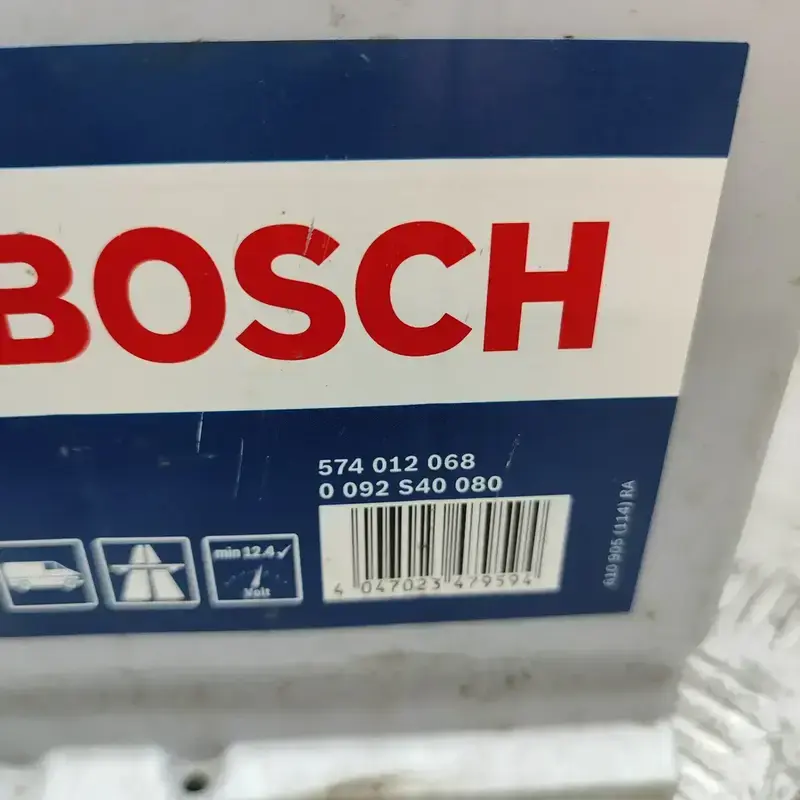 BOSCH
574 012 068
0 092 S40 080
min 12.4✓
Volt
4 047023 479594
610 905 (114) RA